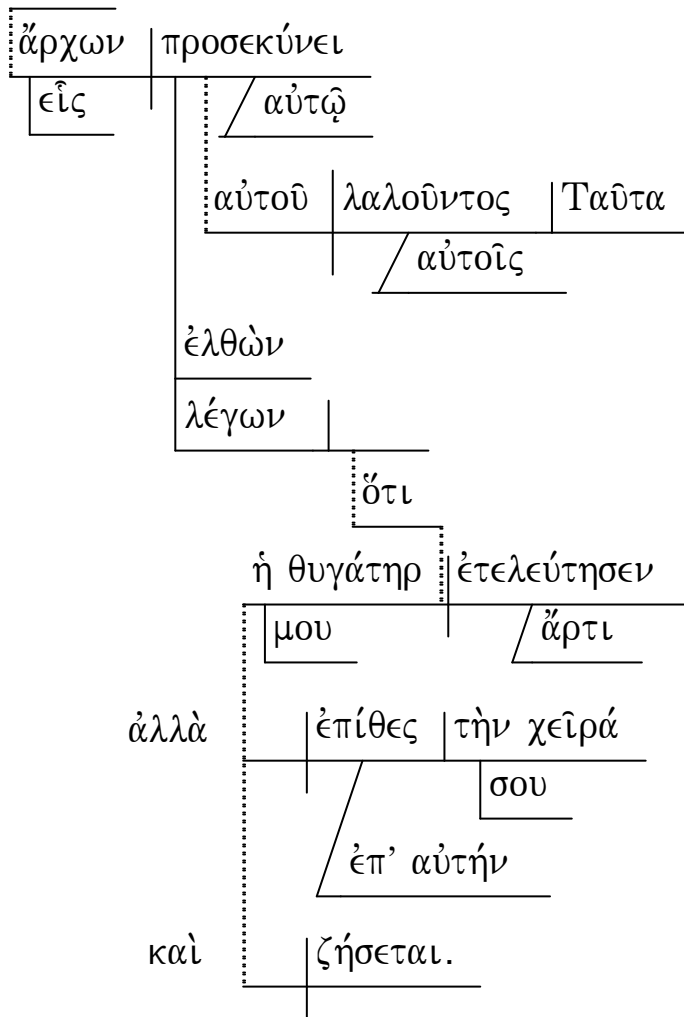 ἄρχων προσεκύνει
εἷς αὐτῷ
αὐτοῦ λαλοῦντος Ταῦτα
αὐτοῖς
ἐλθὼν
λέγων
ὅτι
ἡ θυγάτηρ ἐτελεύτησεν
μου ἄρτι
ἀλλὰ ἐπίθες τὴν χεῖρά
σου
ἐπ’ αὐτήν
καὶ ζήσεται.